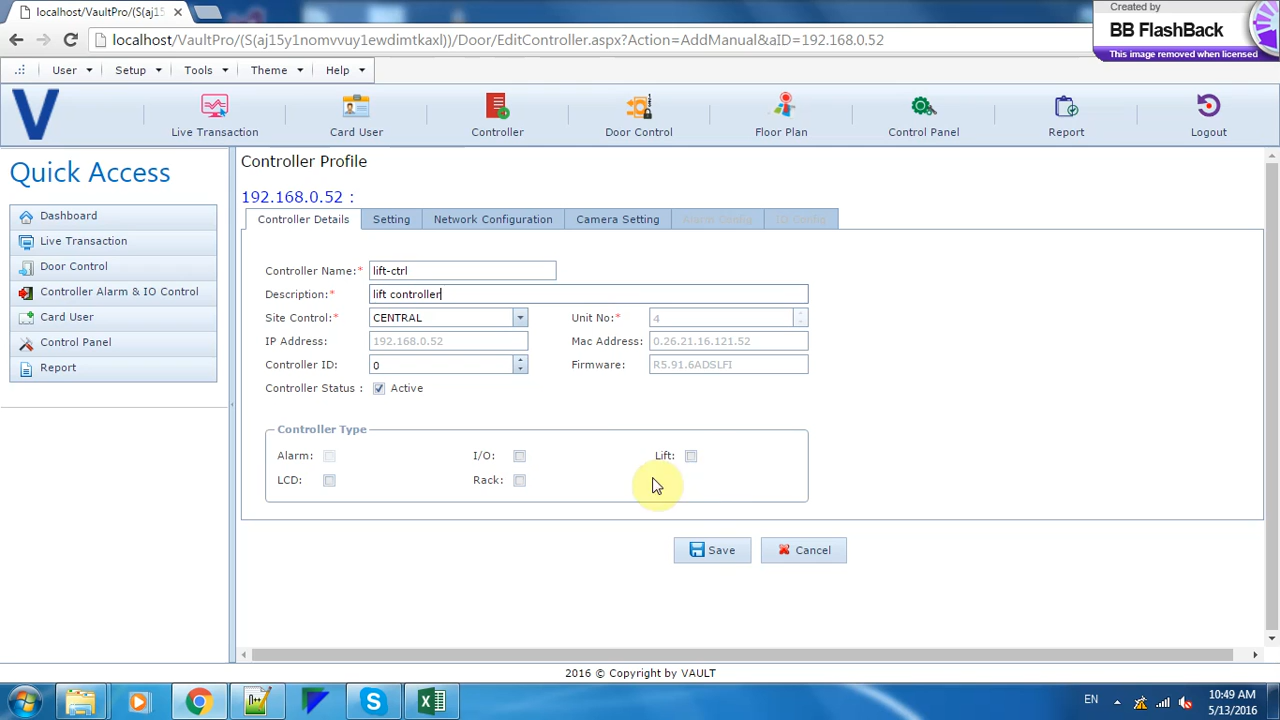 localhost/VaultPro/(S(aj15
Created by
BB FlashBack
This image removed when licensed
localhost/VaultPro/(S(aj15y1nomvvuy1ewdimtmxl))/Door/EditController.aspx?Action=AddManual&aID=192.168.0.52
User Setup Tools Theme Help
V
Live Transaction Card User Controller Door Control Floor Plan Control Panel Report Logout
Quick Access
Dashboard
Live Transaction
Door Control
Controller Alarm & IO Control
Card User
Control Panel
Report
Controller Profile
192.168.0.52 :
Controller Details Setting Network Configuration Camera Setting Alarm Config IO Config
Controller Name:* lift-ctrl
Description:* lift controller
Site Control:* CENTRAL Unit No:* 4
IP Address: 192.168.0.52 Mac Address: 0.26.21.16.121.52
Controller ID: 0 Firmware: R5.91.6ADSLFI
Controller Status : Active
Controller Type
Alarm: I/O: Lift:
LCD: Rack:
Save Cancel
2016 © Copyright by VAULT
EN
10:49 AM
5/13/2016